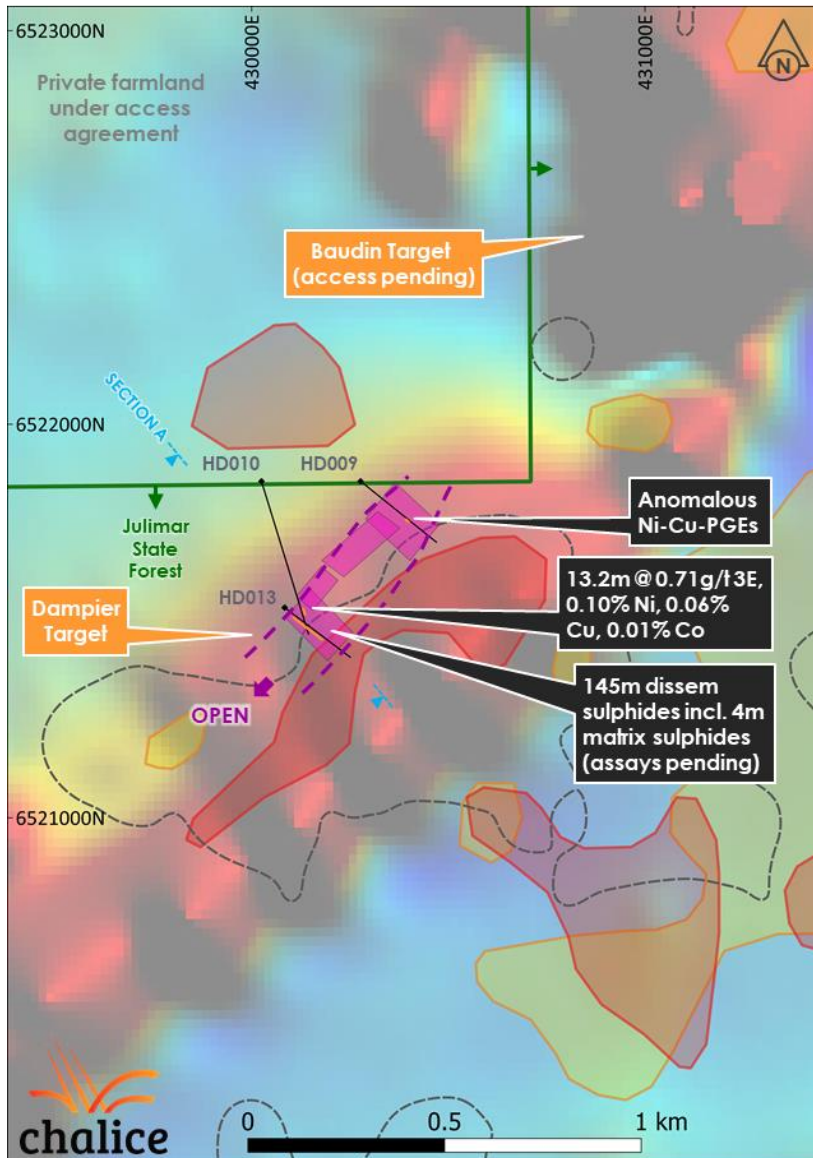 6523000N
430000E
431000E
N
Private farmland
under access
agreement
Baudin Target
(access pending)
SECTION A
6522000N
HD010
HD009
Julimar
State
Forest
Anomalous
Ni-Cu-PGEs
HD013
13.2m @ 0.71g/t 3E,
0.10% Ni, 0.06%
Cu, 0.01% Co
Dampier
Target
145m dissem
sulphides incl. 4m
matrix sulphides
(assays pending)
OPEN
6521000N
chalice
0
0.5
1 km